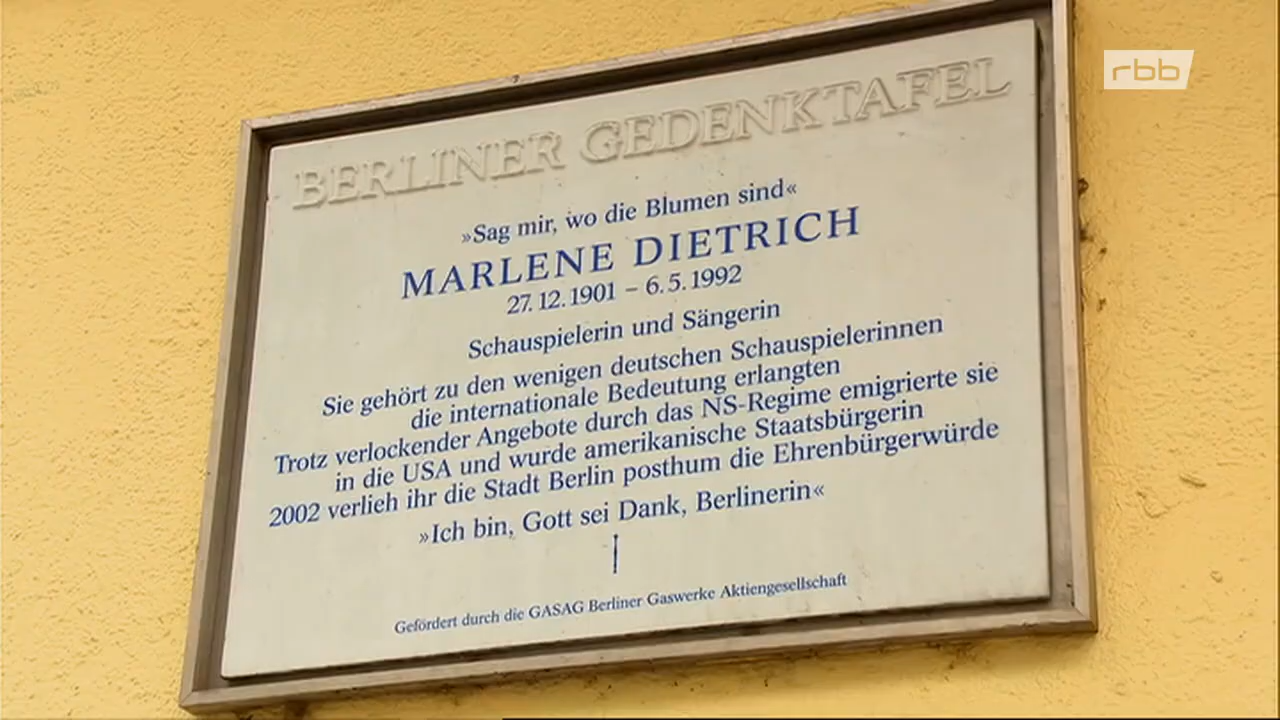 rbb
BERLINER GEDENKTAFEL
»Sag mir, wo die Blumen sind«
MARLENE DIETRICH
27. 12. 1901 – 6. 5. 1992
Schauspielerin und Sängerin
Sie gehört zu den wenigen deutschen Schauspielerinnen
die internationale Bedeutung erlangten
Trotz verlockender Angebote durch das NS-Regime emigrierte sie
in die USA und wurde amerikanische Staatsbürgerin
2002 verlieh ihr die Stadt Berlin posthum die Ehrenbürgerwürde
»Ich bin, Gott sei Dank, Berlinerin«
Gefördert durch die GASAG Berliner Gaswerke Aktiengesellschaft